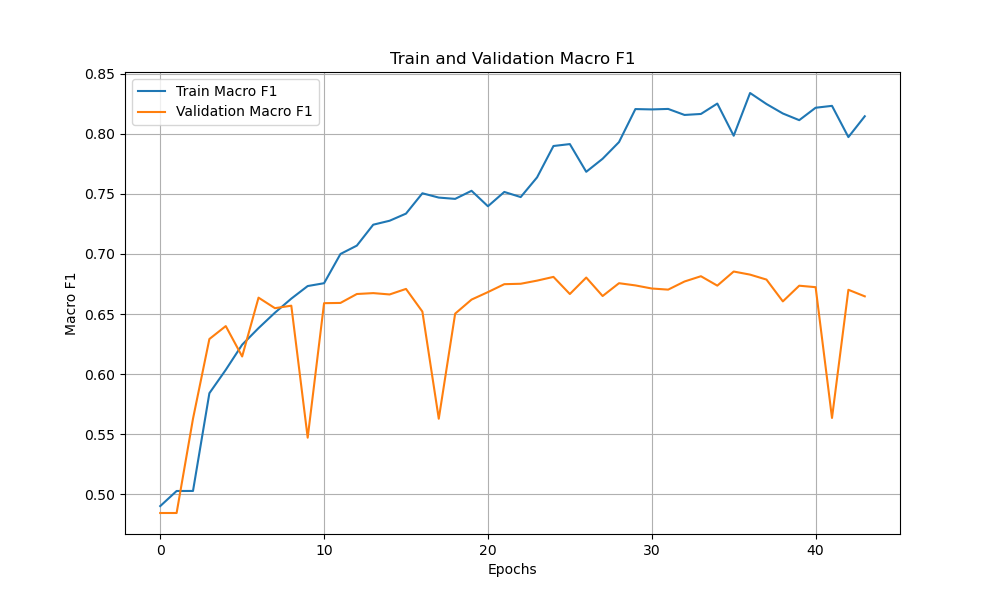 Train and Validation Macro F1
Train Macro F1
Validation Macro F1
0.85
0.80
0.75
0.70
0.65
0.60
0.55
0.50
Macro F1
0 10 20 30 40
Epochs